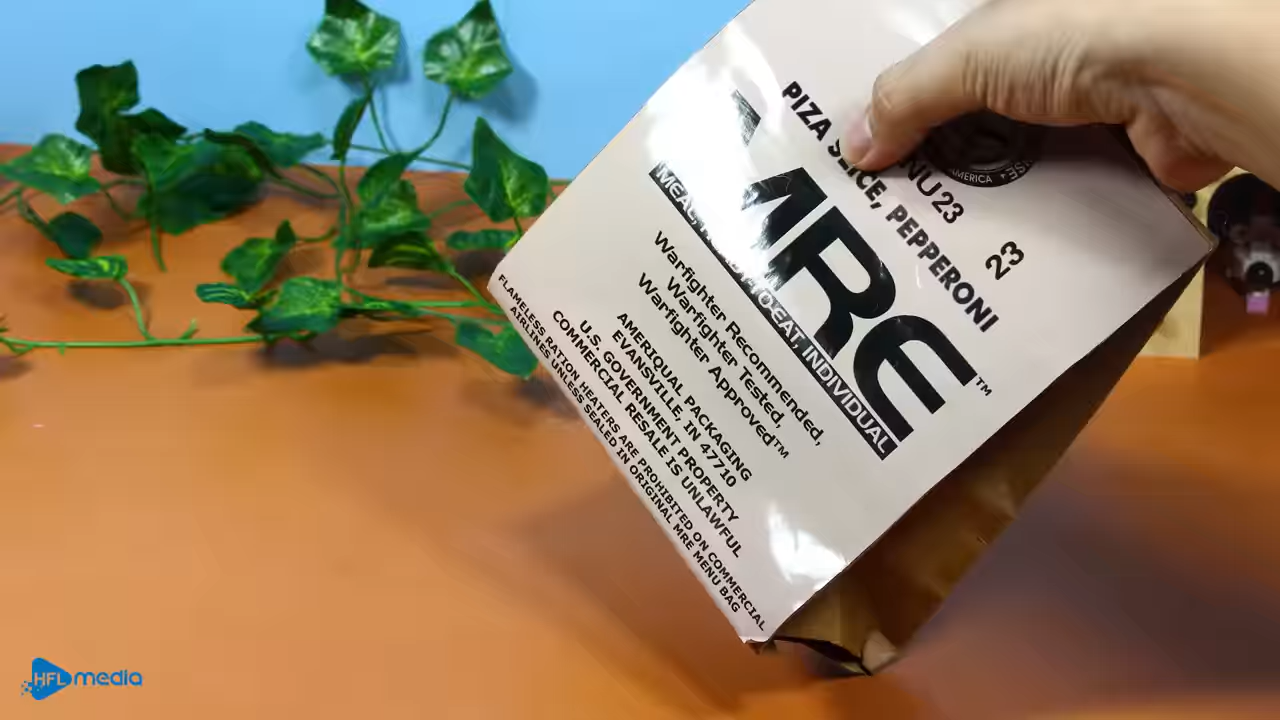 PIZA SLICE, PEPPERONI
NU 23
23
AMERICA
MRE™
MEAL, READY-TO-EAT, INDIVIDUAL
Warfighter Recommended,
Warfighter Tested,
Warfighter Approved™
AMERIQUAL PACKAGING
EVANSVILLE, IN 47710
U.S. GOVERNMENT PROPERTY
COMMERCIAL RESALE IS UNLAWFUL
FLAMELESS RATION HEATERS ARE PROHIBITED ON COMMERCIAL
AIRLINES UNLESS SEALED IN ORIGINAL MRE MENU BAG
HFL media